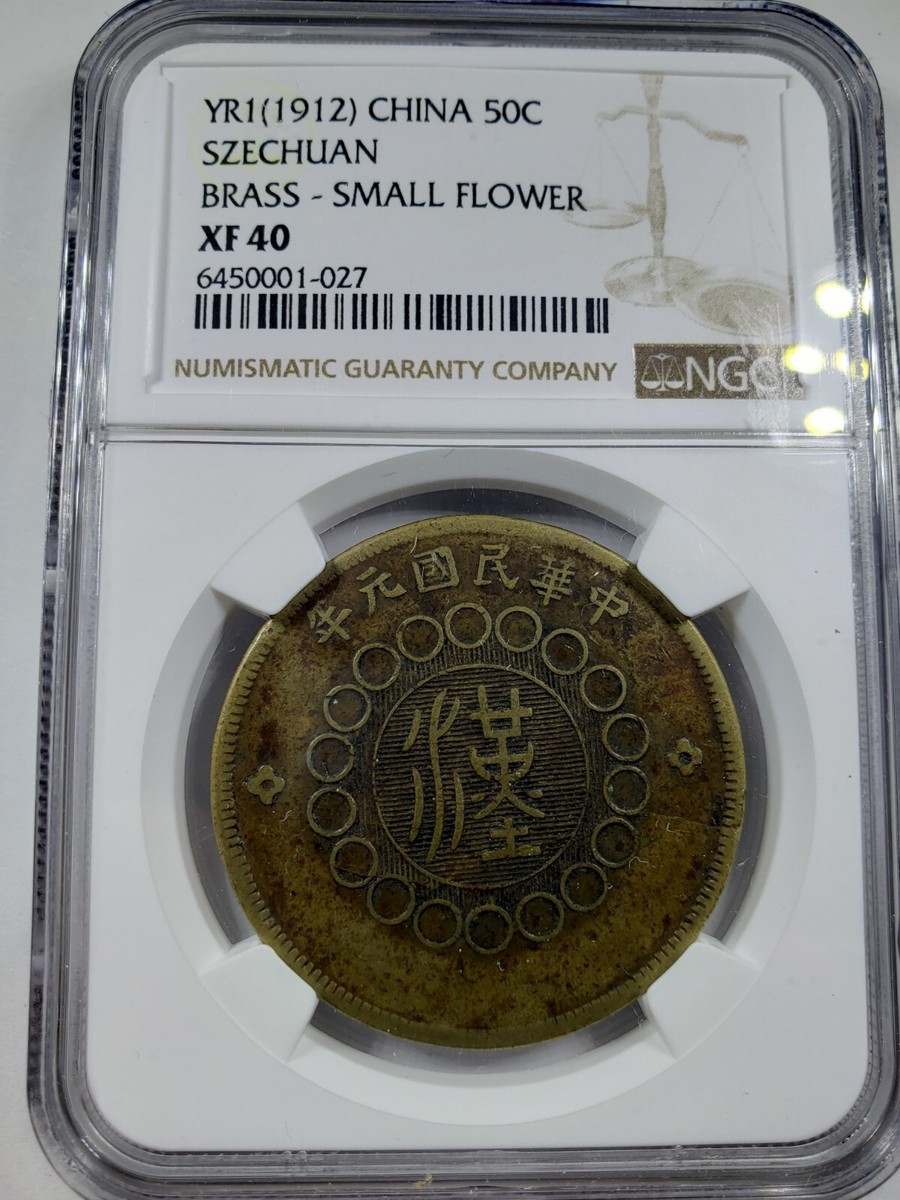 YR1(1912) CHINA 50C
SZECHUAN
BRASS - SMALL FLOWER
XF 40
6450001-027
NUMISMATIC GUARANTY COMPANY NGC
年元國民華中
漢